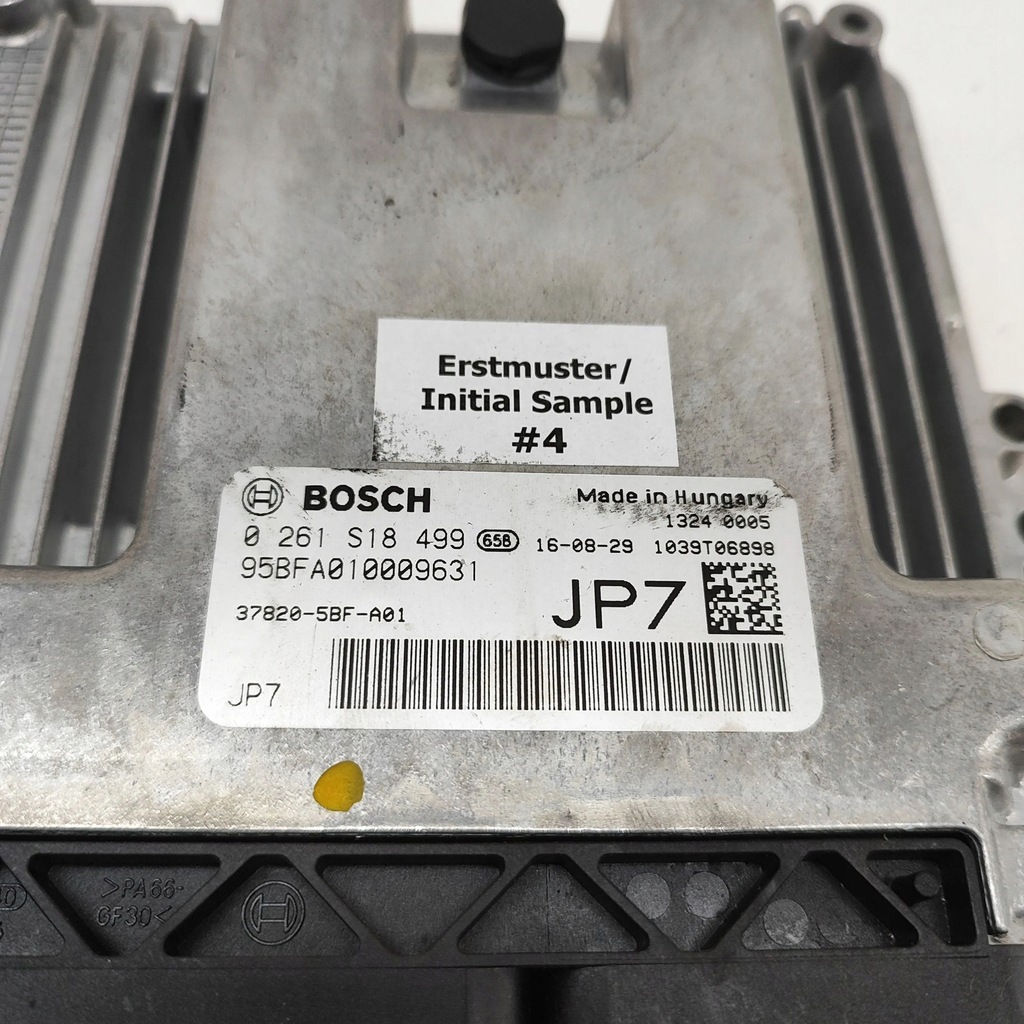 Erstmuster/
Initial Sample
#4
BOSCH Made in Hungary
1324 0005
0 261 S18 499 65B 16-08-29 1039T06898
95BFA010009631
37820-5BF-A01
JP7
JP7
>PA66-
GF30<